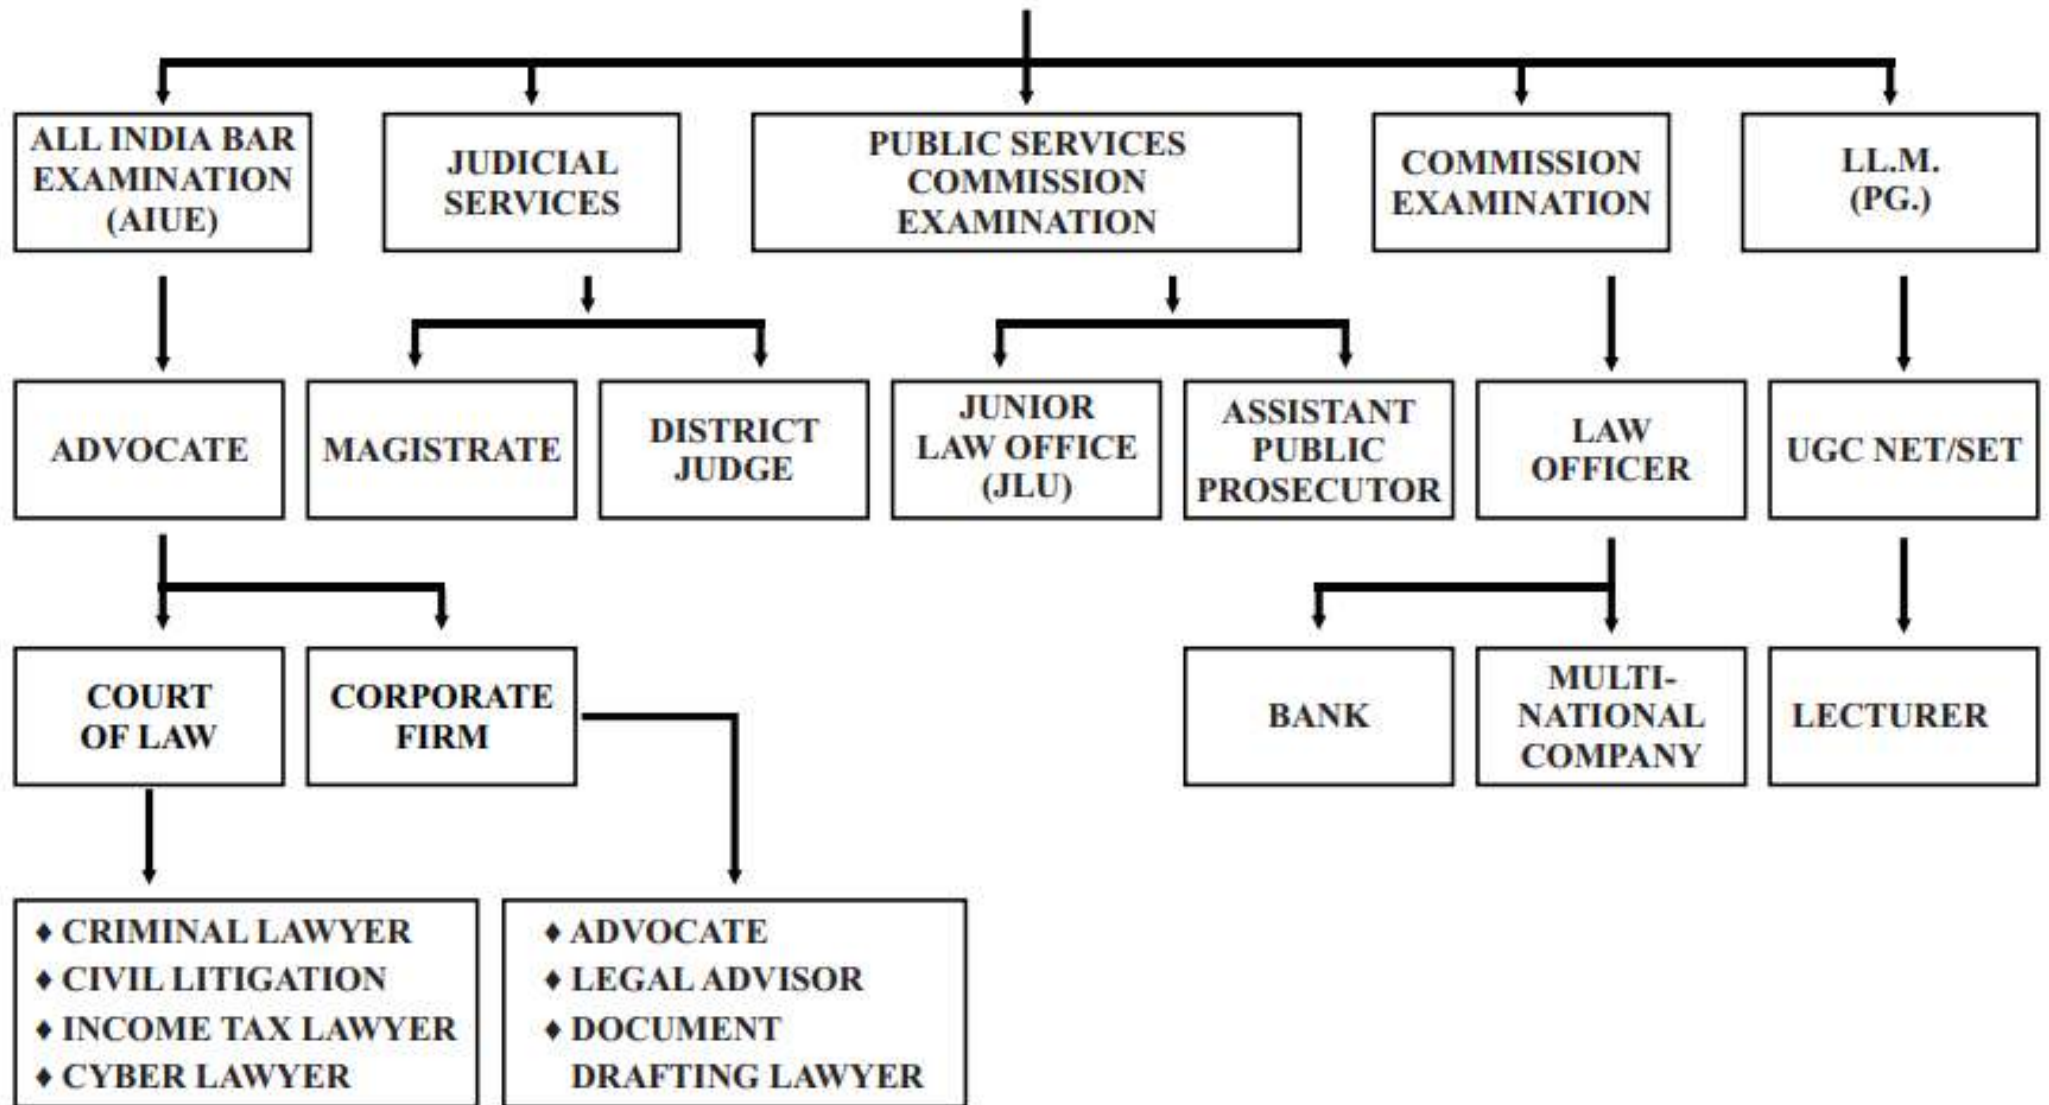 ALL INDIA BAR
EXAMINATION
(AIUE)
JUDICIAL
SERVICES
PUBLIC SERVICES
COMMISSION
EXAMINATION
COMMISSION
EXAMINATION
LL.M.
(PG.)
ADVOCATE
MAGISTRATE
DISTRICT
JUDGE
JUNIOR
LAW OFFICE
(JLU)
ASSISTANT
PUBLIC
PROSECUTOR
LAW
OFFICER
UGC NET/SET
COURT
OF LAW
CORPORATE
FIRM
BANK
MULTI-
NATIONAL
COMPANY
LECTURER
♦ CRIMINAL LAWYER
♦ CIVIL LITIGATION
♦ INCOME TAX LAWYER
♦ CYBER LAWYER
♦ ADVOCATE
♦ LEGAL ADVISOR
♦ DOCUMENT
DRAFTING LAWYER